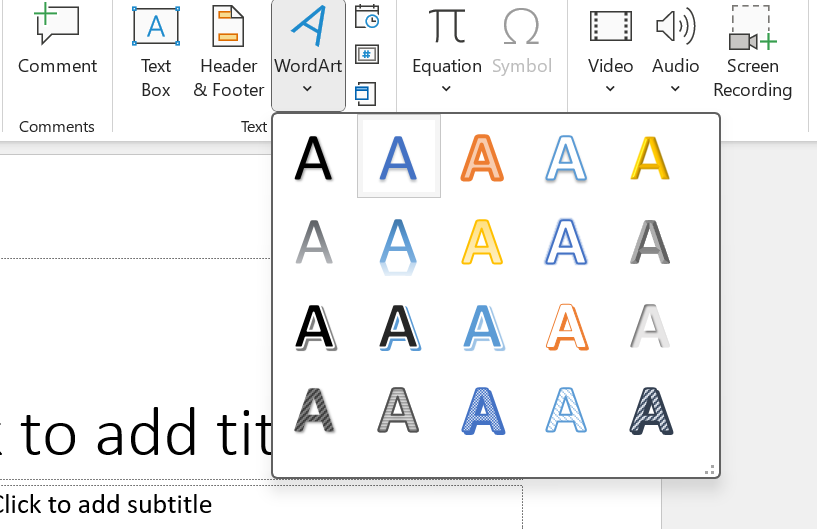 Comment
Text
Box
Header
& Footer
WordArt
#
Equation
Symbol
Video
Audio
Screen
Recording
Comments
Text
A A A A A
A A A A A
A A A A A
A A A A A
to add tit
Click to add subtitle